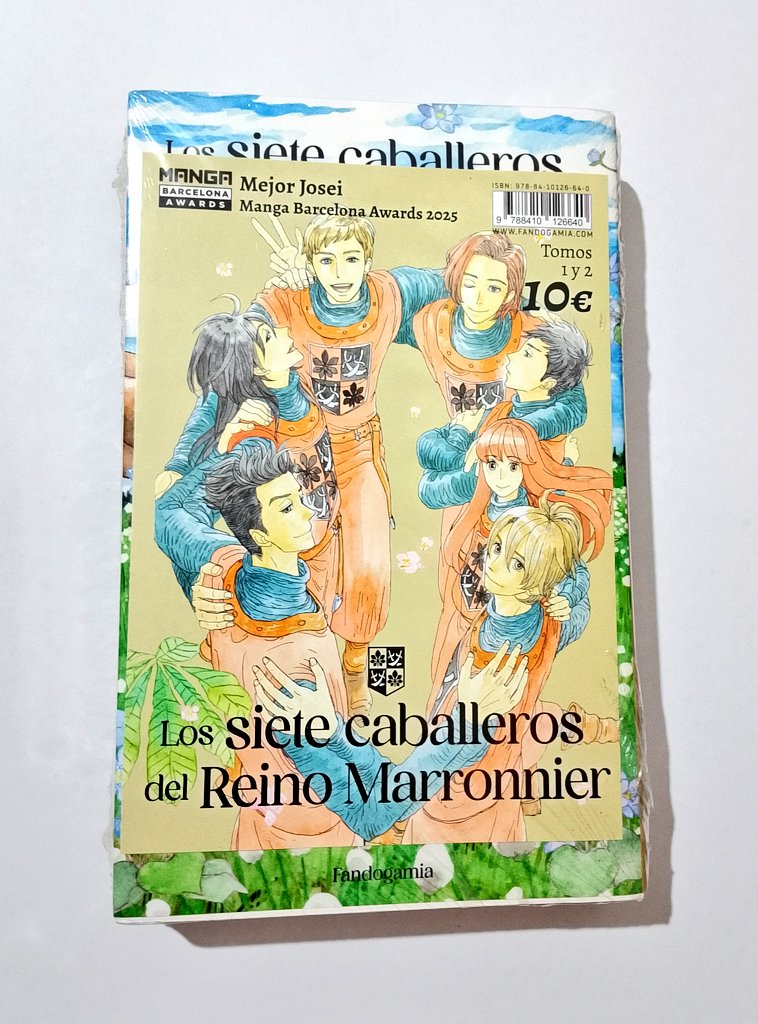 Los siete caballeros
MANGA
BARCELONA
AWARDS
Mejor Josei
Manga Barcelona Awards 2025
ISBN: 978-84-10126-64-0
9 788410 126640
WWW.FANDOGAMIA.COM
Tomos
1 y 2
10€
Los siete caballeros
del Reino Marronnier
Fandogamia